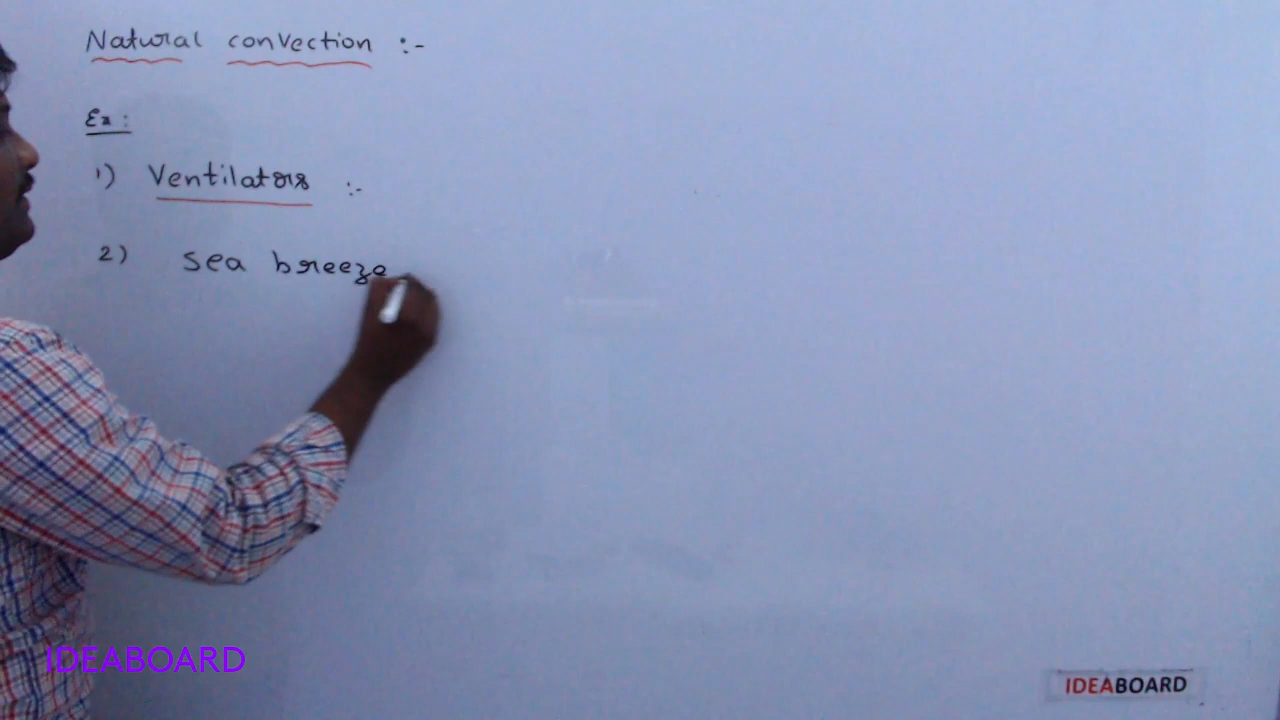 Natural convection :-
Ex:
1) Ventilators :-
2) sea breeze
IDEABOARD
IDEABOARD